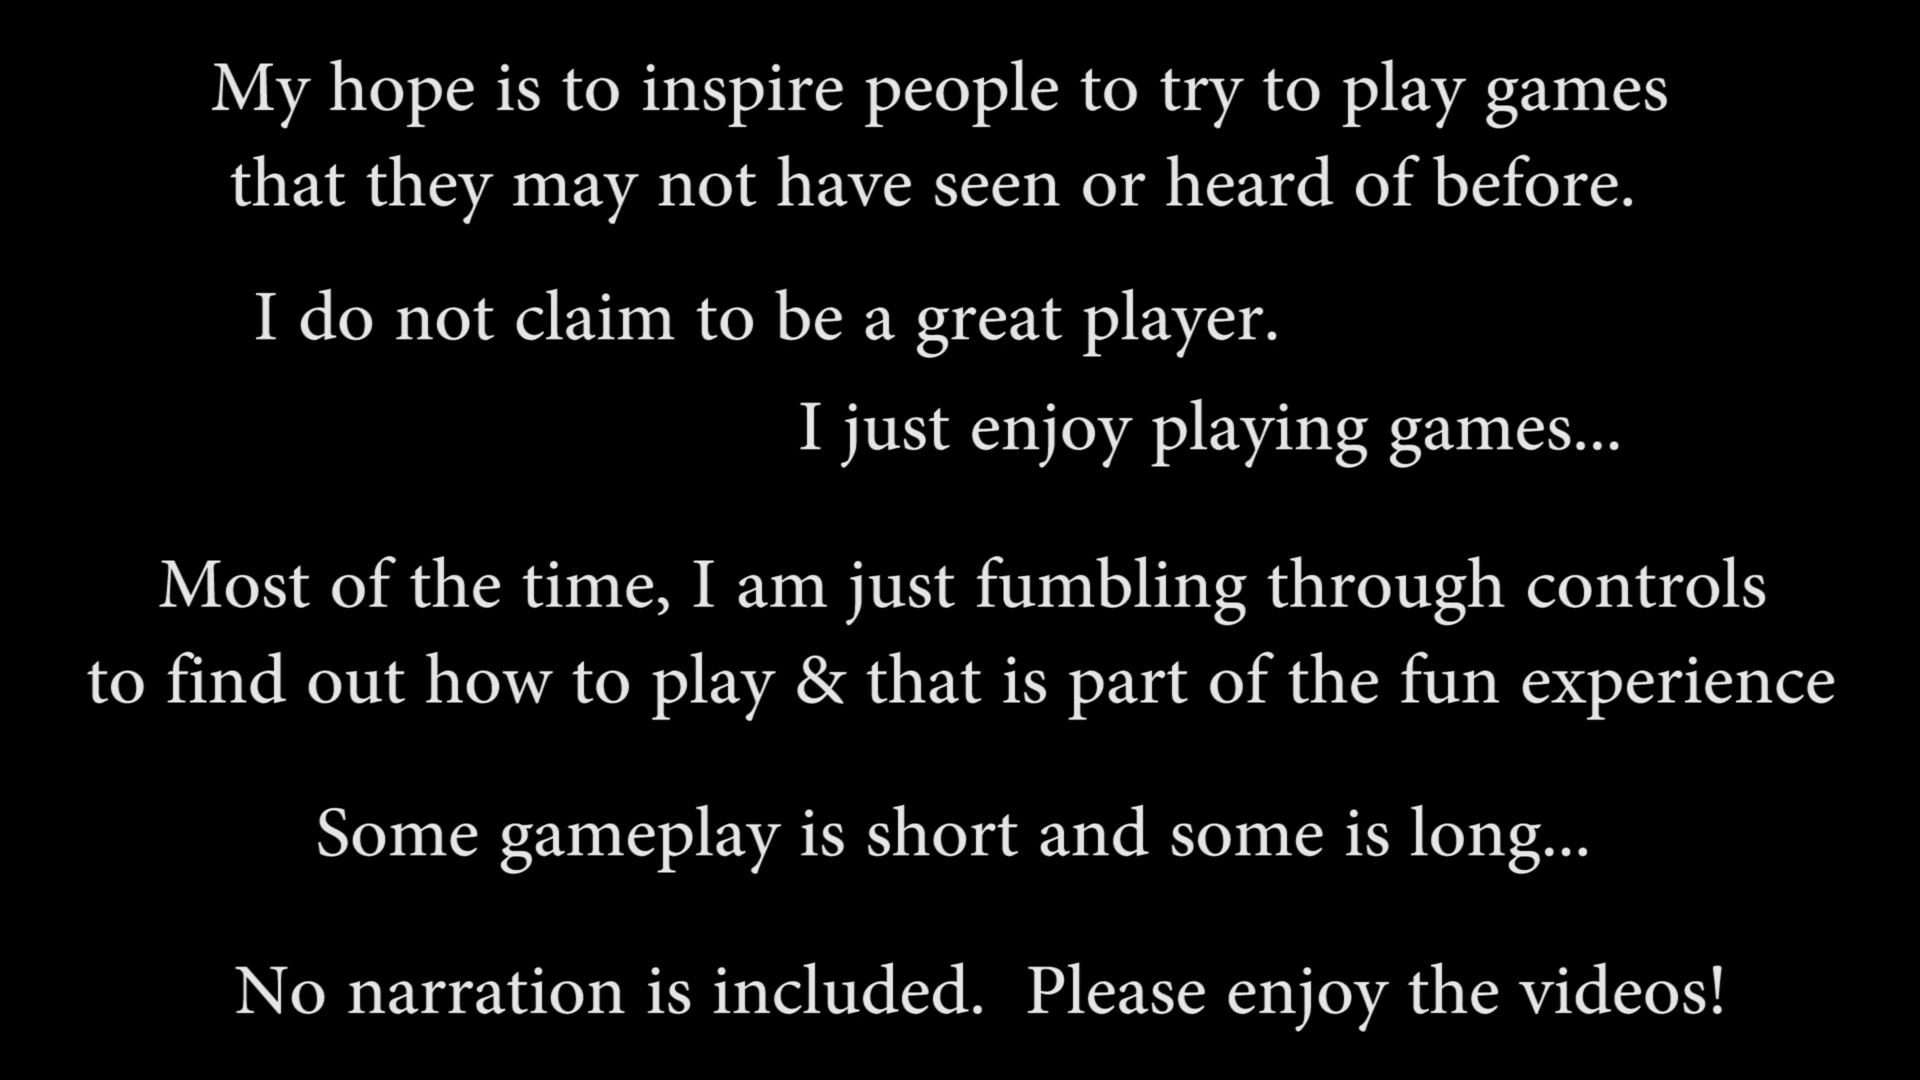 My hope is to inspire people to try to play games
that they may not have seen or heard of before.
I do not claim to be a great player.
I just enjoy playing games...
Most of the time, I am just fumbling through controls
to find out how to play & that is part of the fun experience
Some gameplay is short and some is long...
No narration is included.  Please enjoy the videos!